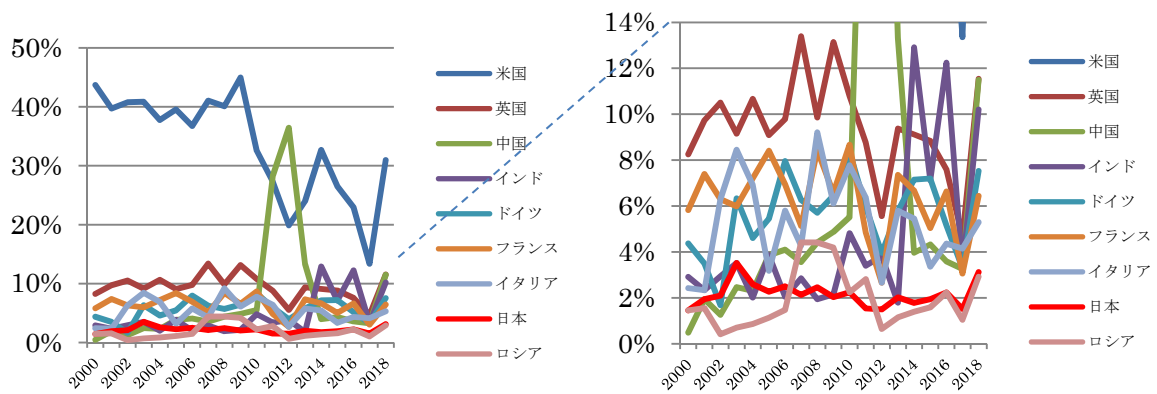 50%
40%
30%
20%
10%
0%
2000
2002
2004
2006
2008
2010
2012
2014
2016
2018
米国
英国
中国
インド
ドイツ
フランス
イタリア
日本
ロシア
14%
12%
10%
8%
6%
4%
2%
0%
2000
2002
2004
2006
2008
2010
2012
2014
2016
2018
米国
英国
中国
インド
ドイツ
フランス
イタリア
日本
ロシア